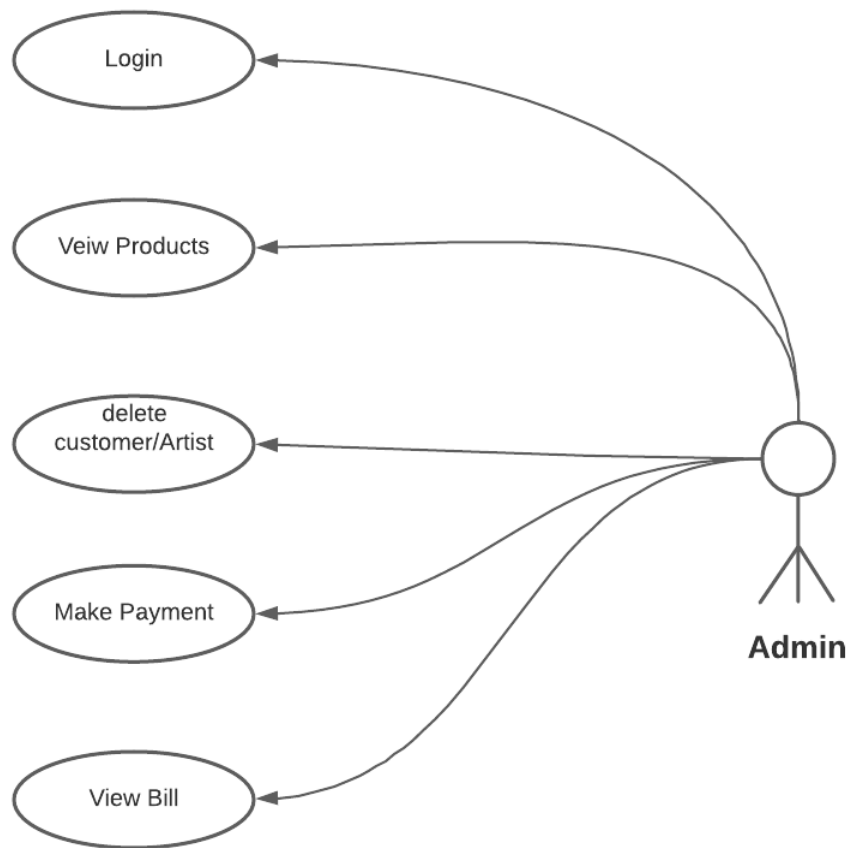 Login
Veiw Products
delete
customer/Artist
Make Payment
Admin
View Bill